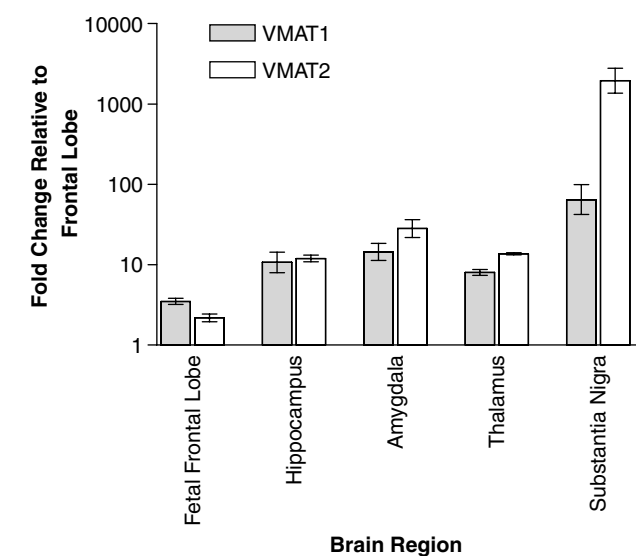 10000
1000
100
10
1
Fold Change Relative to
Frontal Lobe
VMAT1
VMAT2
Fetal Frontal Lobe
Hippocampus
Amygdala
Thalamus
Substantia Nigra
Brain Region